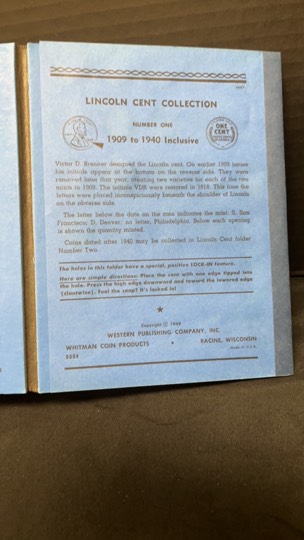 LINCOLN CENT COLLECTION
NUMBER ONE
1909 to 1940 Inclusive
ONE CENT
Victor D. Brenner designed the Lincoln cent. On earlier 1909 issues
his initials appear at the bottom on the reverse side. They were
removed later that year, creating two varieties for each of the two
mints in 1909. The initials VDB were restored in 1918. This time the
letters were placed inconspicuously beneath the shoulder of Lincoln
on the obverse side.
The letter below the date on the coin indicates the mint: S, San
Francisco; D, Denver; no letter, Philadelphia. Below each opening
is shown the quantity minted.
Coins dated after 1940 may be collected in Lincoln Cent folder
Number Two.
The holes in this folder have a special, positive LOCK-IN feature.
Here are simple directions: Place the coin with one edge tipped into
the hole. Press the high edge downward and toward the lowered edge
(clockwise). Feel the snap? It's locked in!
Copyright ©
WESTERN PUBLISHING COMPANY, INC.
WHITMAN COIN PRODUCTS • RACINE, WISCONSIN
Made in U.S.A.